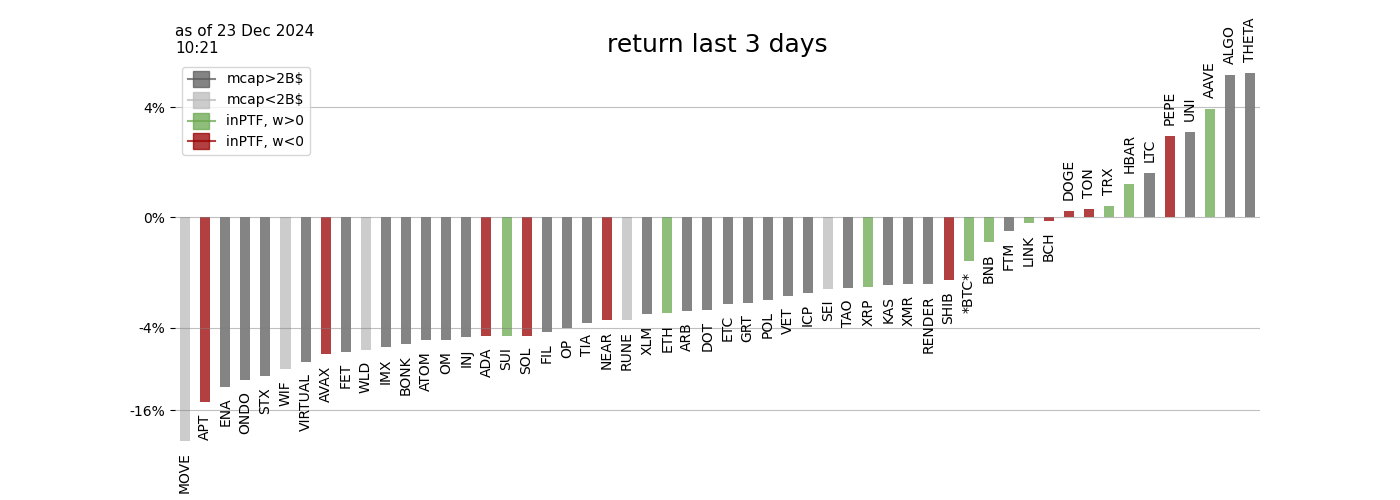 as of 23 Dec 2024
10:21
return last 3 days
mcap>2B$
mcap<2B$
inPTF, w>0
inPTF, w<0
4%
0%
-4%
-16%
MOVE
APT
ENA
ONDO
STX
WIF
VIRTUAL
AVAX
FET
WLD
IMX
BONK
ATOM
OM
INJ
ADA
SUI
SOL
FIL
OP
TIA
NEAR
RUNE
XLM
ETH
ARB
DOT
ETC
GRT
POL
VET
ICP
SEI
TAO
XRP
KAS
XMR
RENDER
SHIB
*BTC*
BNB
FTM
LINK
BCH
DOGE
TON
TRX
HBAR
LTC
PEPE
UNI
AAVE
ALGO
THETA